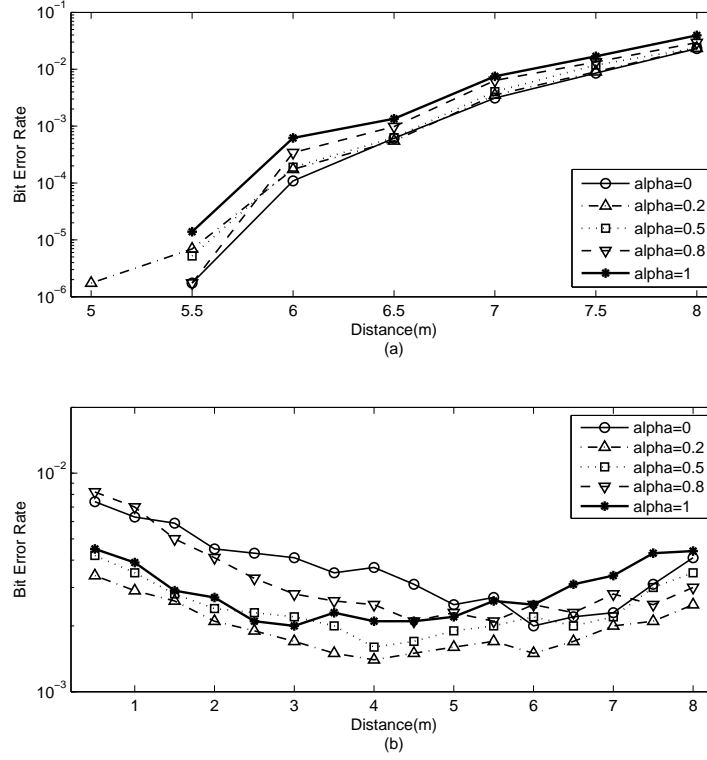 10^-1
10^-2
10^-3
10^-4
10^-5
10^-6
Bit Error Rate
5 5.5 6 6.5 7 7.5 8
Distance(m)
(a)
alpha=0
alpha=0.2
alpha=0.5
alpha=0.8
alpha=1
10^-2
10^-3
Bit Error Rate
1 2 3 4 5 6 7 8
Distance(m)
(b)
alpha=0
alpha=0.2
alpha=0.5
alpha=0.8
alpha=1